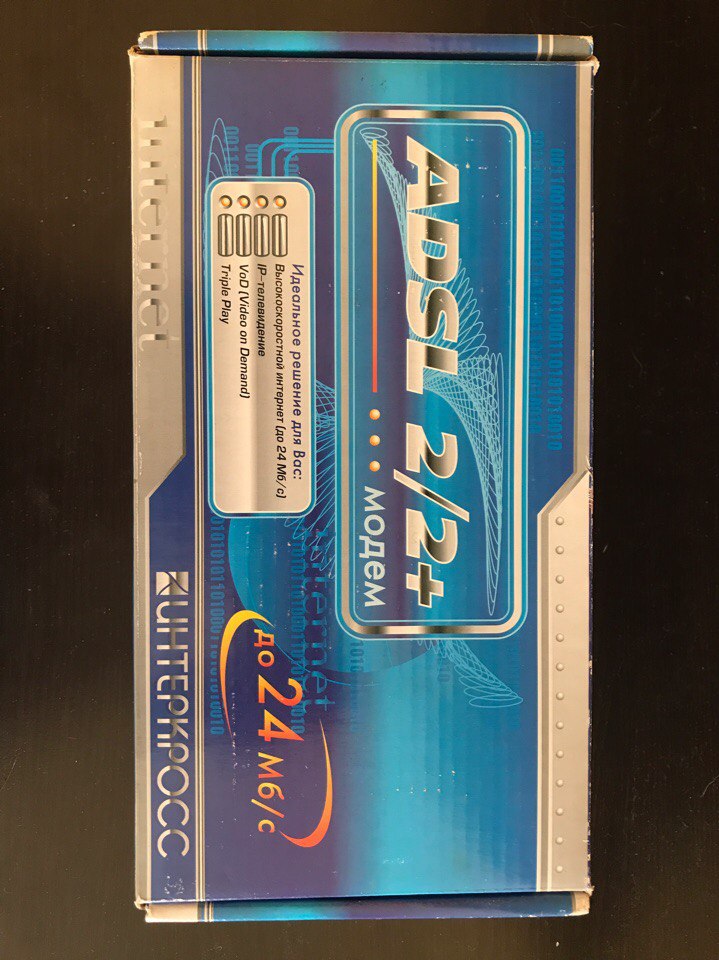 ADSL 2/2+
модем
Идеальное решение для Вас:
Высокоскоростной интернет (до 24 Мб/с)
IP-телевидение
VoD (Video on Demand)
Triple Play
internet
до 24 Мб/с
internet
ИНТЕРКРОСС